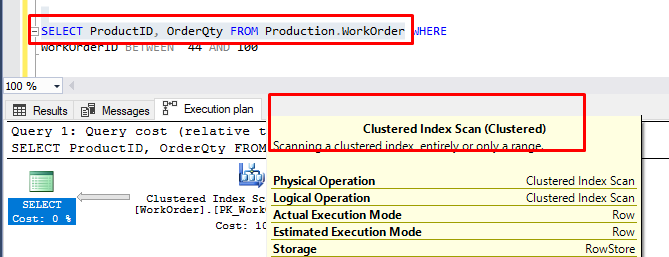 SELECT ProductID, OrderQty FROM Production.WorkOrder WHERE
WorkOrderID BETWEEN 44 AND 100
100 %
Results Messages Execution plan
Query 1: Query cost (relative t
SELECT ProductID, OrderQty FROM
SELECT
Cost: 0 %
Clustered Index Sca
[WorkOrder].[PK_Work
Cost: 10
Clustered Index Scan (Clustered)
Scanning a clustered index, entirely or only a range.
Physical Operation Clustered Index Scan
Logical Operation Clustered Index Scan
Actual Execution Mode Row
Estimated Execution Mode Row
Storage RowStore